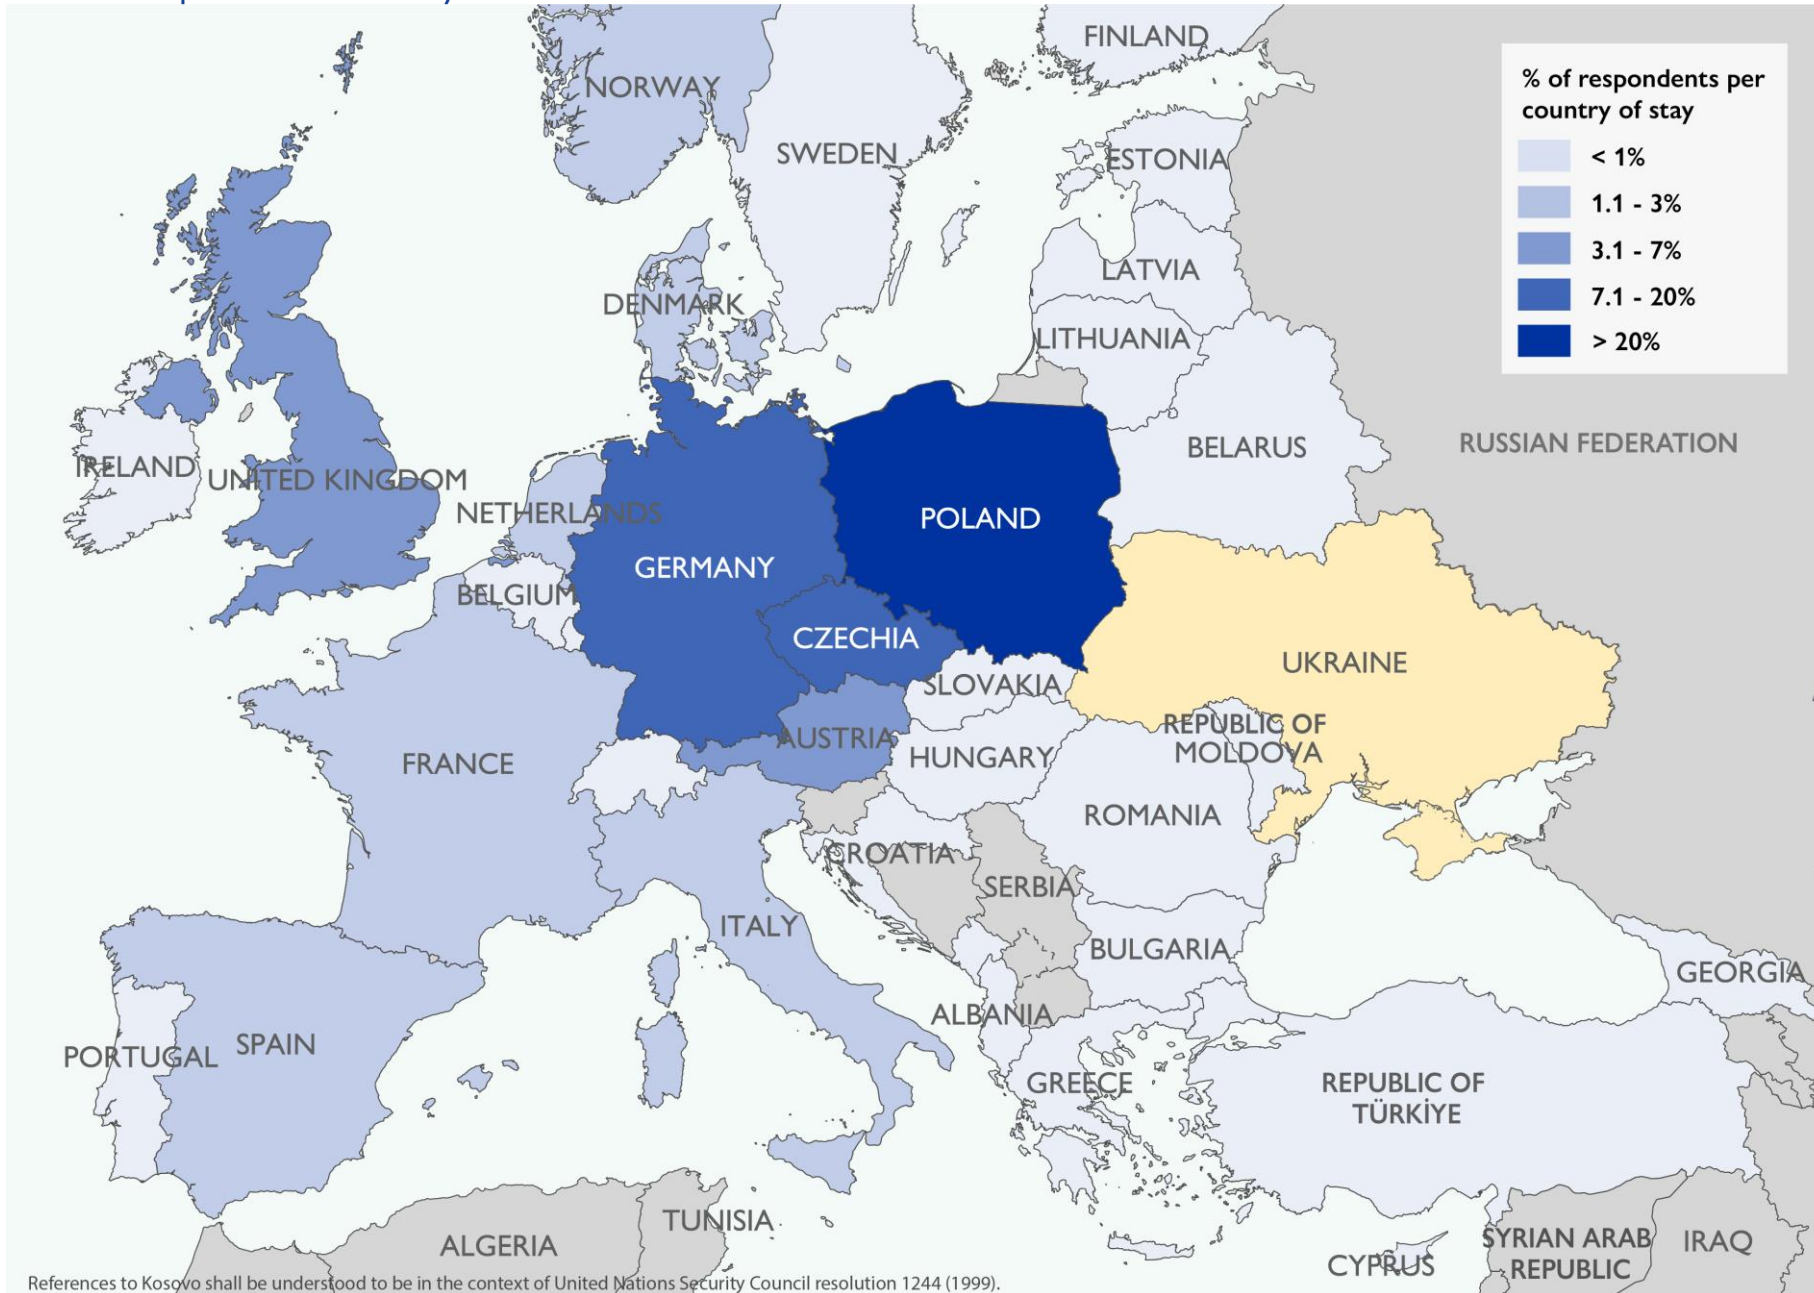 FINLAND
NORWAY
SWEDEN
ESTONIA
LATVIA
DENMARK
LITHUANIA
% of respondents per
country of stay
< 1%
1.1 - 3%
3.1 - 7%
7.1 - 20%
> 20%
BELARUS
RUSSIAN FEDERATION
IRELAND
UNITED KINGDOM
NETHERLANDS
POLAND
GERMANY
BELGIUM
CZECHIA
UKRAINE
SLOVAKIA
REPUBLIC OF
MOLDOVA
AUSTRIA
HUNGARY
FRANCE
ROMANIA
CROATIA
SERBIA
ITALY
BULGARIA
GEORGIA
ALBANIA
SPAIN
PORTUGAL
GREECE
REPUBLIC OF
TÜRKİYE
TUNISIA
ALGERIA
SYRIAN ARAB
REPUBLIC
IRAQ
CYPRUS
References to Kosovo shall be understood to be in the context of United Nations Security Council resolution 1244 (1999).